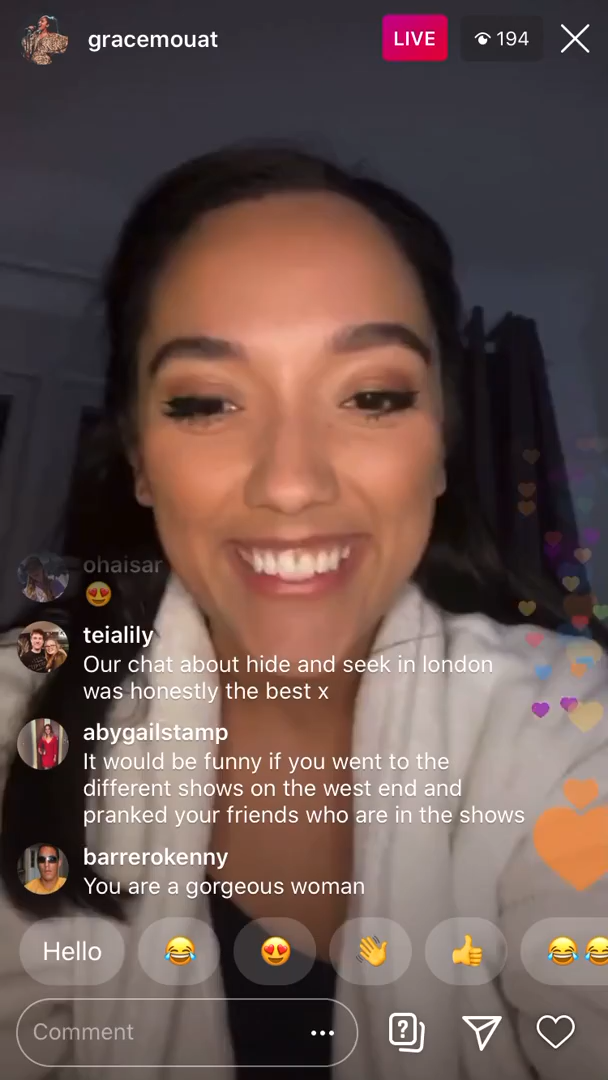 gracemouat
LIVE
194
ohaisar
😍
teialily
Our chat about hide and seek in london
was honestly the best x
abygailstamp
It would be funny if you went to the
different shows on the west end and
pranked your friends who are in the shows
barrerokenny
You are a gorgeous woman
Hello 😂 😍 👋 👍 😂😂
Comment